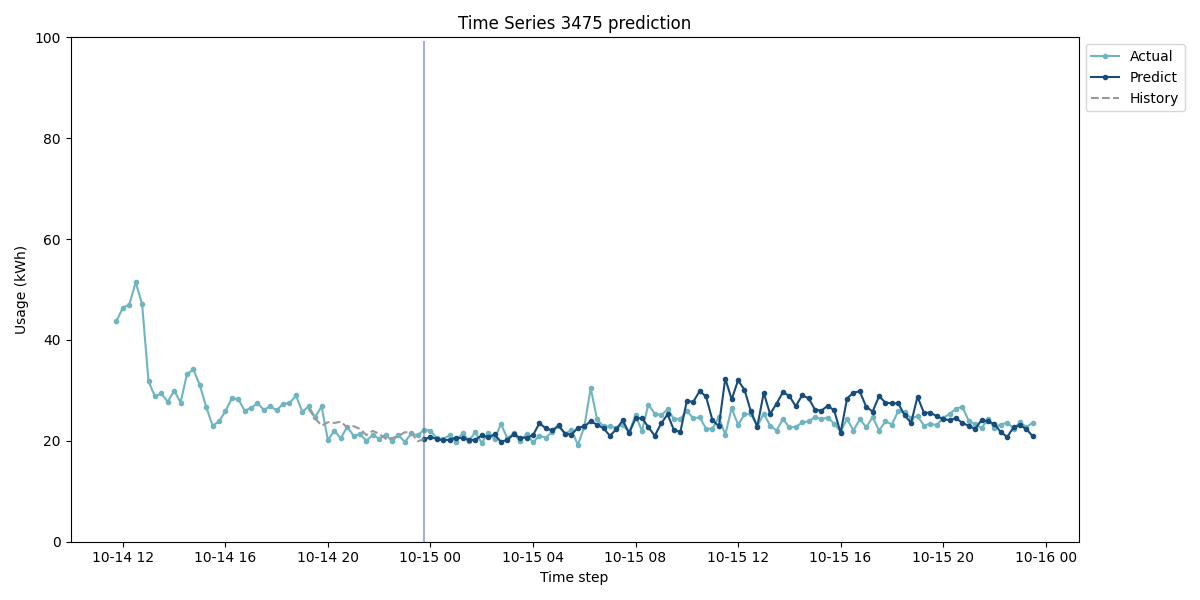 Time Series 3475 prediction
100
80
60
40
20
0
Usage (kWh)
10-14 12
10-14 16
10-14 20
10-15 00
10-15 04
10-15 08
10-15 12
10-15 16
10-15 20
10-16 00
Time step
Actual
Predict
History